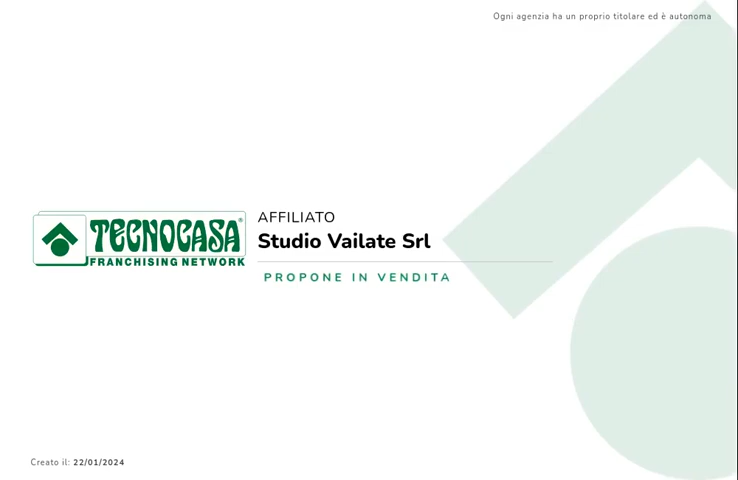 Ogni agenzia ha un proprio titolare ed è autonoma
AFFILIATO
TECNOCASA®
Studio Vailate Srl
FRANCHISING NETWORK
PROPONE IN VENDITA
Creato il: 22/01/2024